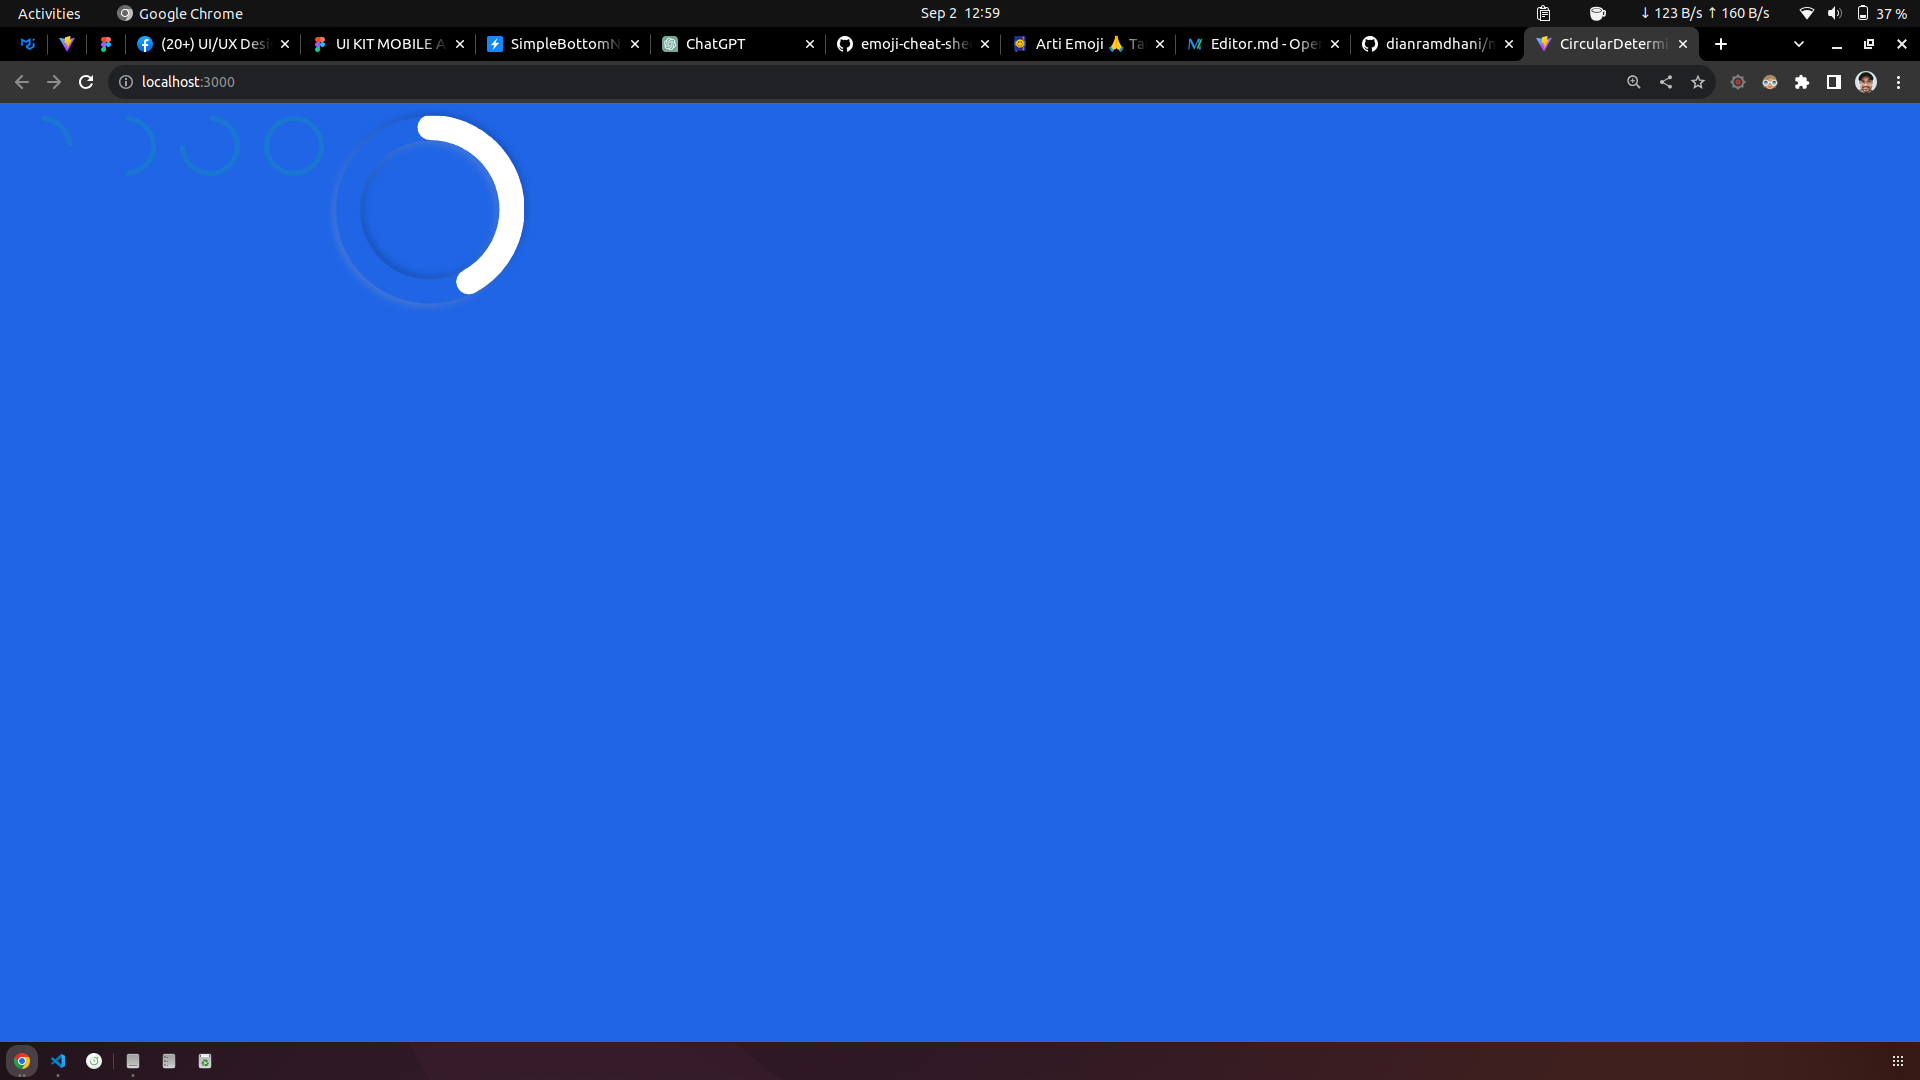 Activities
Google Chrome
Sep 2 12:59
↓ 123 B/s ↑ 160 B/s
37 %
(20+) UI/UX Desi
UI KIT MOBILE A
SimpleBottomN
ChatGPT
emoji-cheat-she
Arti Emoji 🙏 Ta
Editor.md - Ope
dianramdhani/
CircularDetermi
localhost:3000